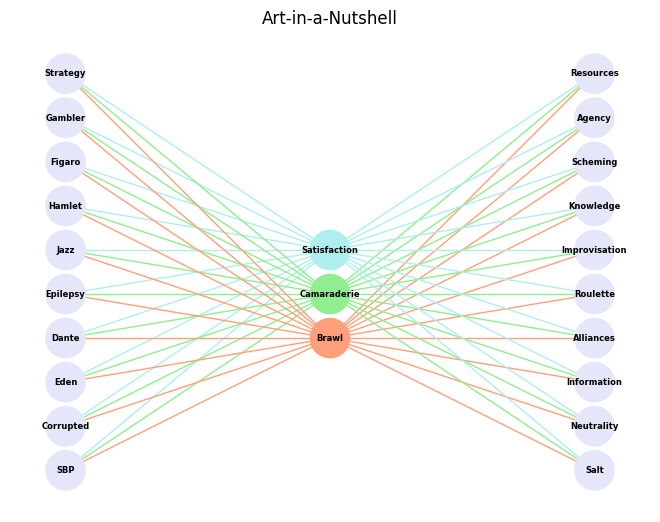 Art-in-a-Nutshell
Strategy
Gambler
Figaro
Hamlet
Jazz
Epilepsy
Dante
Eden
Corrupted
SBP
Satisfaction
Camaraderie
Brawl
Resources
Agency
Scheming
Knowledge
Improvisation
Roulette
Alliances
Information
Neutrality
Salt